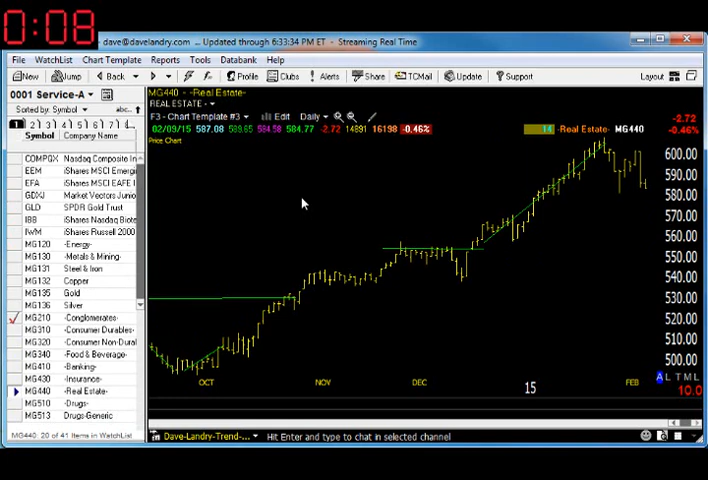 0:08
dave@davelandry.com ... Updated through 6:33:34 PM ET - Streaming Real Time
File WatchList Chart Template Tools Databank Help
New Jump Back Profile Clubs Alerts Share TCMail Update Support Layout
0001 Service-A
MG440 - -Real Estate-
Sorted by: Symbol abc..
REAL ESTATE -
1 2 3 4 5 6 7
F3 - Chart Template #3 Edit Daily
Symbol Company Name
02/09/15 587.08 589.65 584.58 584.77 -2.72 14891 16198 -0.46% 14 -Real Estate- MG440
-2.72
-0.46%
Price Chart
COMPQX Nasdaq Composite In
EEM iShares MSCI Emergi
EFA iShares MSCI EAFE I
GDXJ Market Vectors Junio
GLD SPDR Gold Trust
IBB iShares Nasdaq Biote
IWM iShares Russell 2000
MG120 -Energy-
MG130 -Metals & Mining-
MG131 Steel & Iron
MG132 Copper
MG135 Gold
MG136 Silver
MG210 -Conglomerates-
MG310 -Consumer Durables-
MG320 -Consumer Non-Dural
MG340 -Food & Beverage-
MG410 -Banking-
MG430 -Insurance-
MG440 -Real Estate-
MG510 -Drugs-
MG513 Drugs-Generic
600.00
590.00
580.00
570.00
560.00
550.00
540.00
530.00
520.00
510.00
500.00
OCT NOV DEC 15 FEB
A L T M L
10.0
MG440: 20 of 41 Items in WatchList
Dave-Landry-Trend-... Hit Enter and type to chat in selected channel